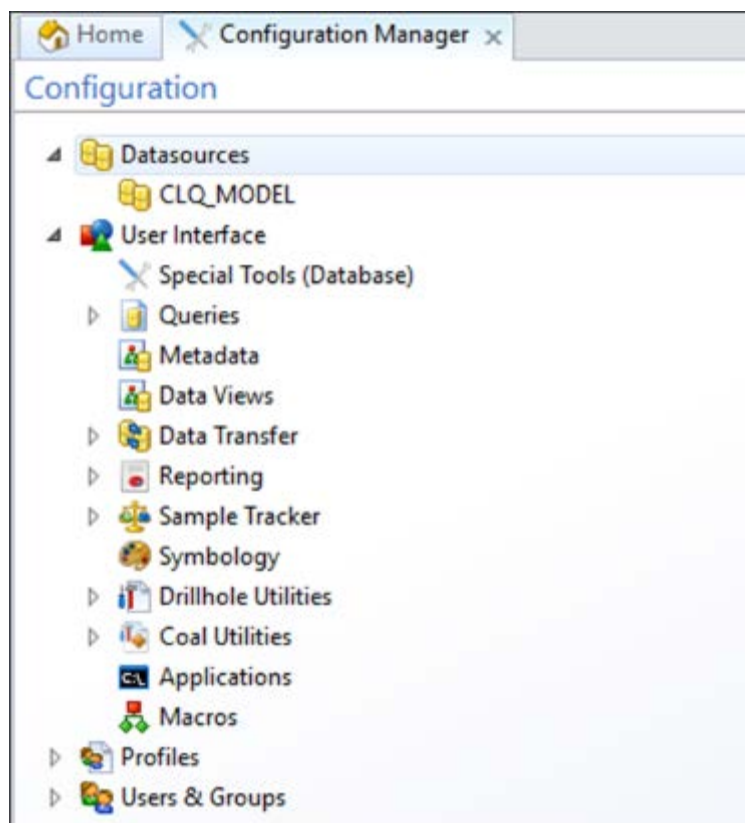 Home Configuration Manager
Configuration
Datasources
CLQ_MODEL
User Interface
Special Tools (Database)
Queries
Metadata
Data Views
Data Transfer
Reporting
Sample Tracker
Symbology
Drillhole Utilities
Coal Utilities
C:\ Applications
Macros
Profiles
Users & Groups